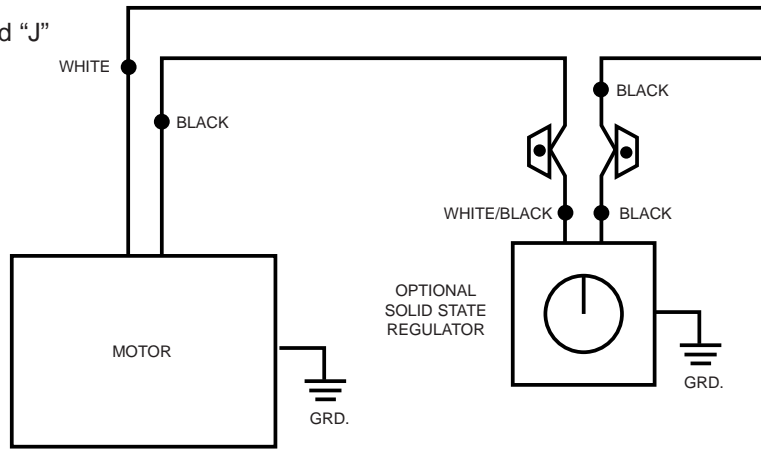 d “J”
WHITE
BLACK
BLACK
WHITE/BLACK
BLACK
OPTIONAL
SOLID STATE
REGULATOR
MOTOR
GRD.
GRD.